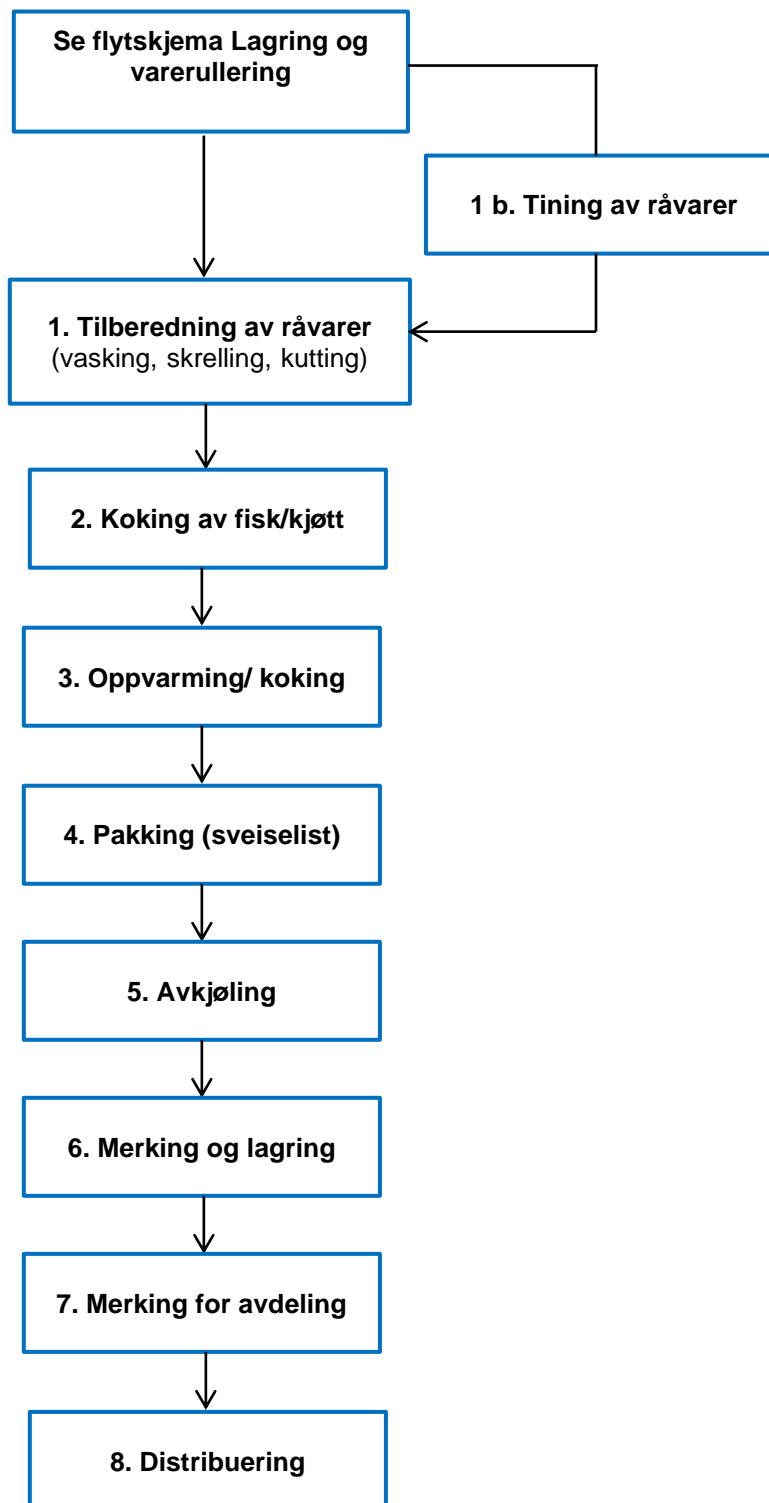 Se flytskjema Lagring og
varerullering
1 b. Tining av råvarer
1. Tilberedning av råvarer
(vasking, skrelling, kutting)
2. Koking av fisk/kjøtt
3. Oppvarming/ koking
4. Pakking (sveiselist)
5. Avkjøling
6. Merking og lagring
7. Merking for avdeling
8. Distribuering